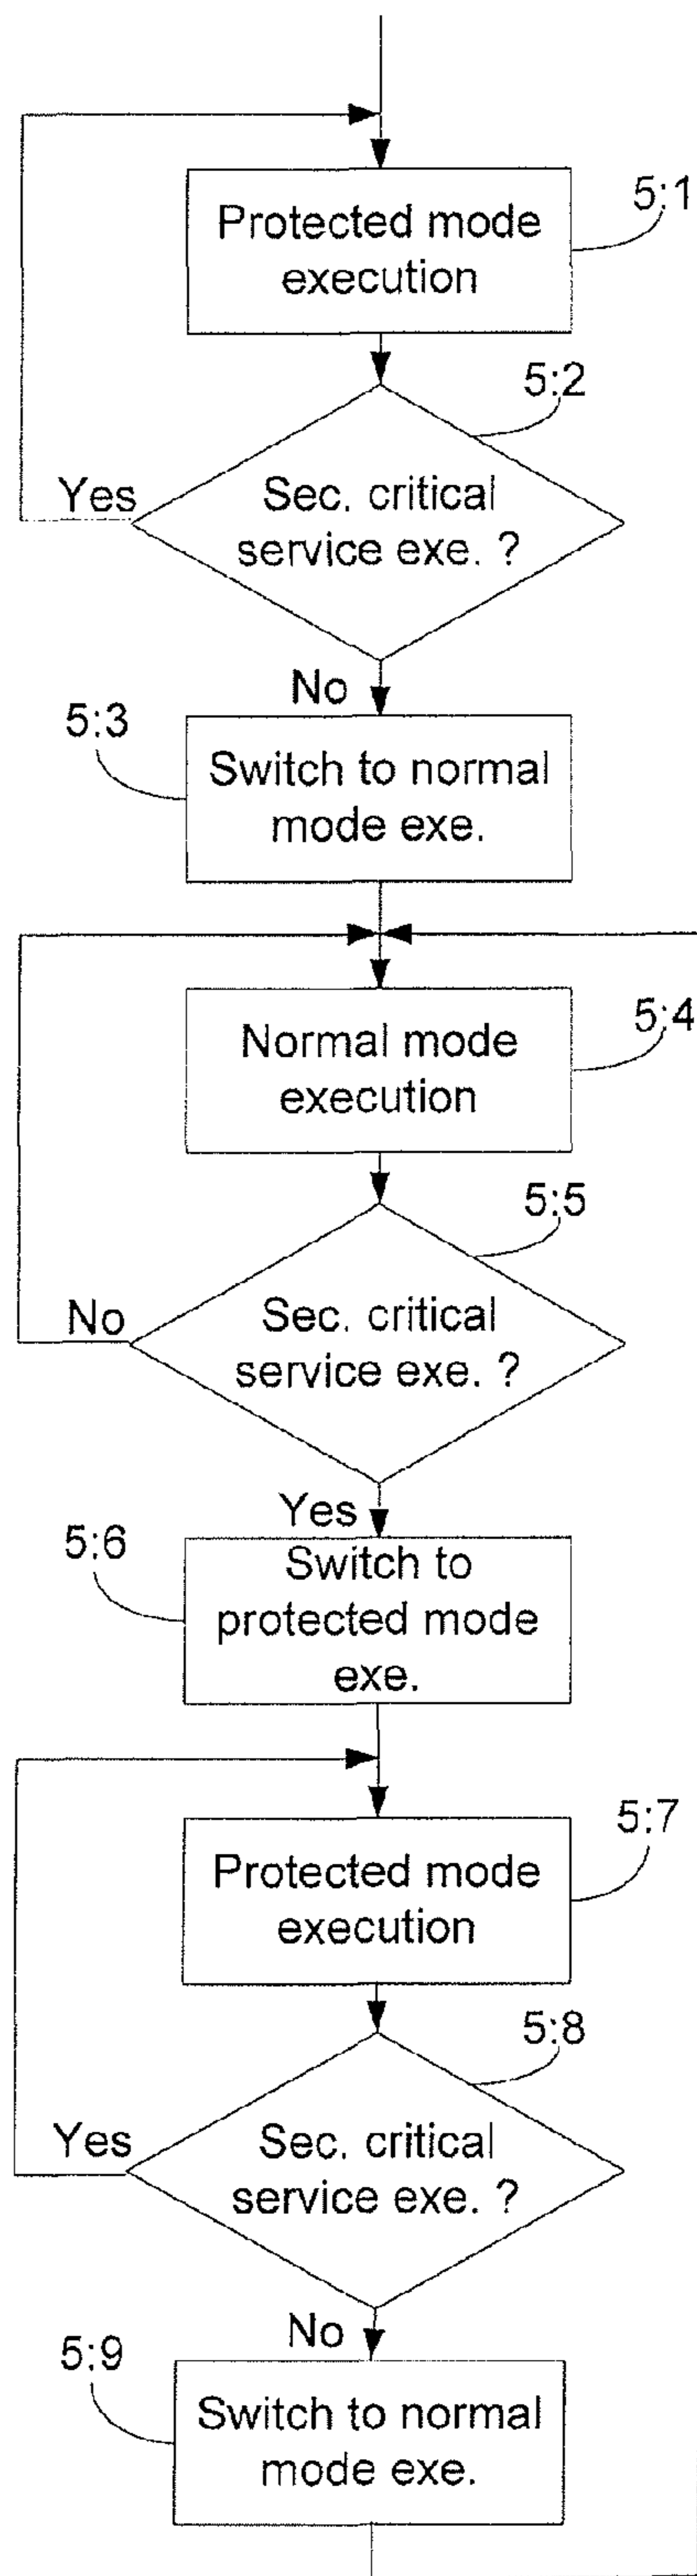 5:1
Protected mode
execution
5:2
Yes
Sec. critical
service exe. ?
No
5:3
Switch to normal
mode exe.
5:4
Normal mode
execution
5:5
No
Sec. critical
service exe. ?
Yes
5:6
Switch to
protected mode
exe.
5:7
Protected mode
execution
5:8
Yes
Sec. critical
service exe. ?
No
5:9
Switch to normal
mode exe.